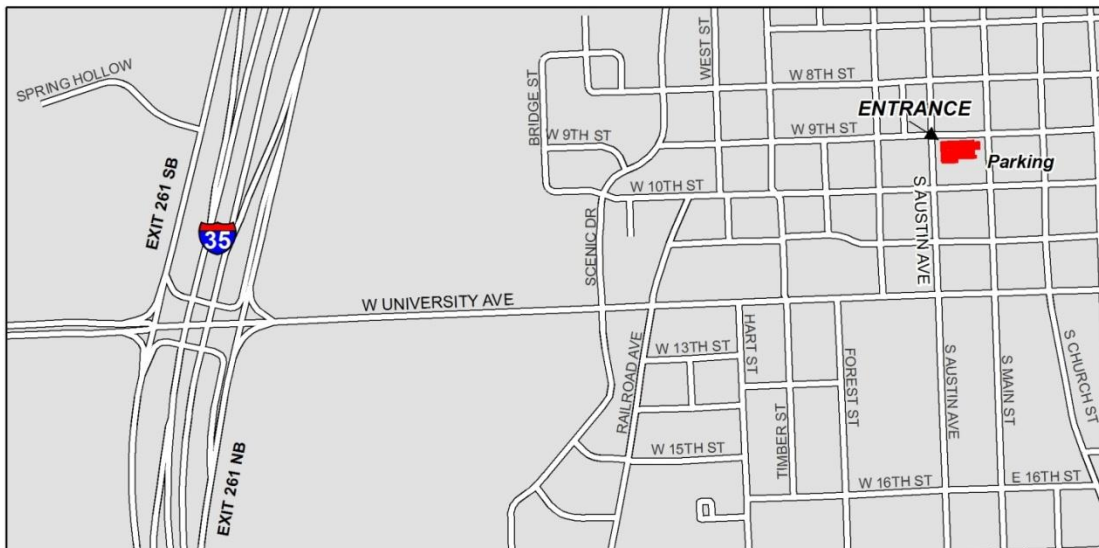 SPRING HOLLOW
EXIT 261 SB
35
EXIT 261 NB
W UNIVERSITY AVE
BRIDGE ST
W 9TH ST
SCENIC DR
W 10TH ST
WEST ST
W 8TH ST
ENTRANCE
W 9TH ST
Parking
S AUSTIN AVE
RAILROAD AVE
W 13TH ST
HART ST
W 15TH ST
TIMBER ST
FOREST ST
S AUSTIN AVE
S MAIN ST
S CHURCH ST
W 16TH ST
E 16TH ST